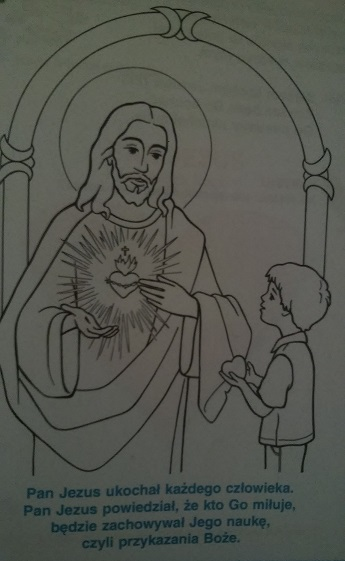 Pan Jezus ukochał każdego człowieka.
Pan Jezus powiedział, że kto Go miłuje,
będzie zachowywał Jego naukę,
czyli przykazania Boże.